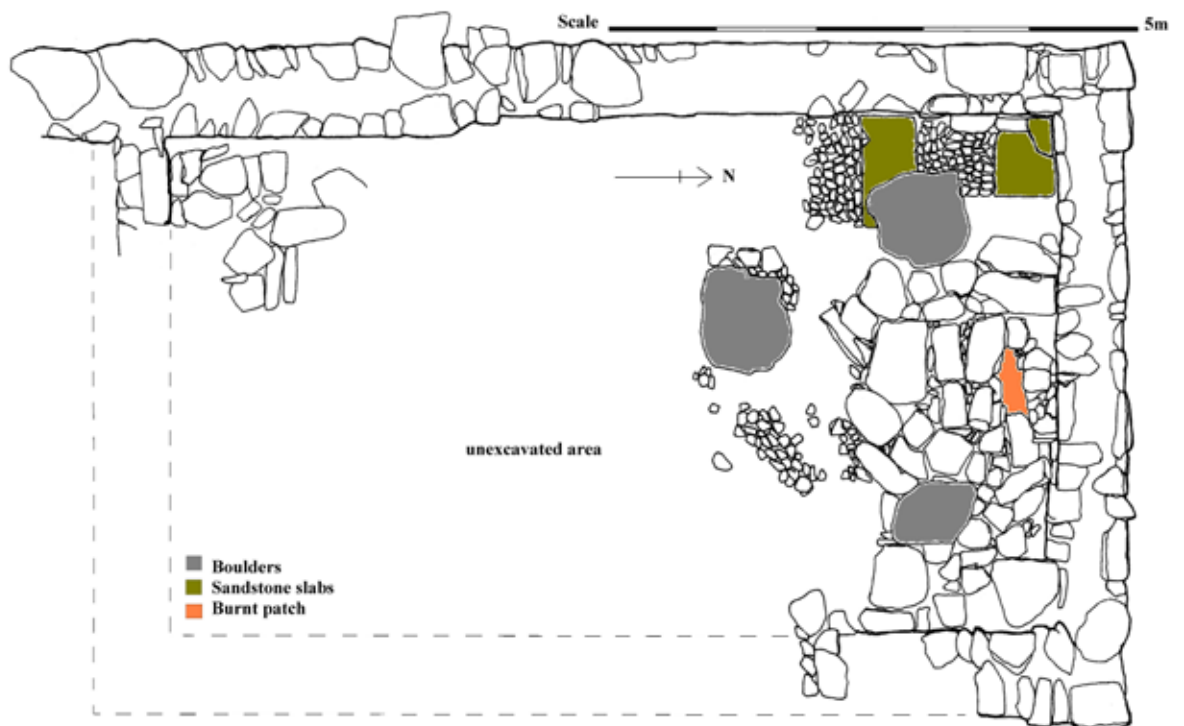 Scale 5m
N
unexcavated area
Boulders
Sandstone slabs
Burnt patch